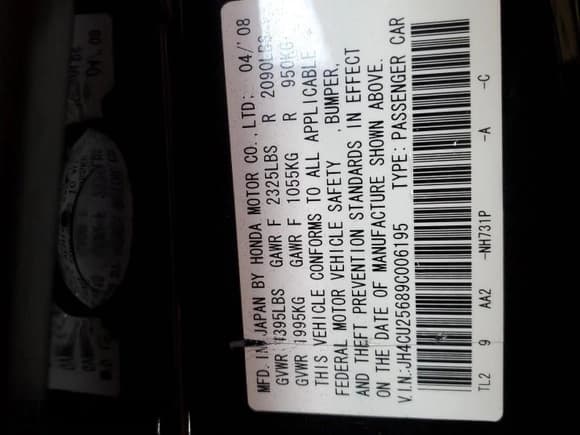 MFD. IN JAPAN BY HONDA MOTOR CO.,LTD: 04/'08
GVWR 4395LBS GAWR F 2325LBS R 2090LBS
GVWR 1995KG GAWR F 1055KG R 950KG
THIS VEHICLE CONFORMS TO ALL APPLICABLE
FEDERAL MOTOR VEHICLE SAFETY ,BUMPER,
AND THEFT PREVENTION STANDARDS IN EFFECT
ON THE DATE OF MANUFACTURE SHOWN ABOVE.
V.I.N.:JH4CU25689C006195 TYPE: PASSENGER CAR
TL2 9 AA2 -NH731P -A -C